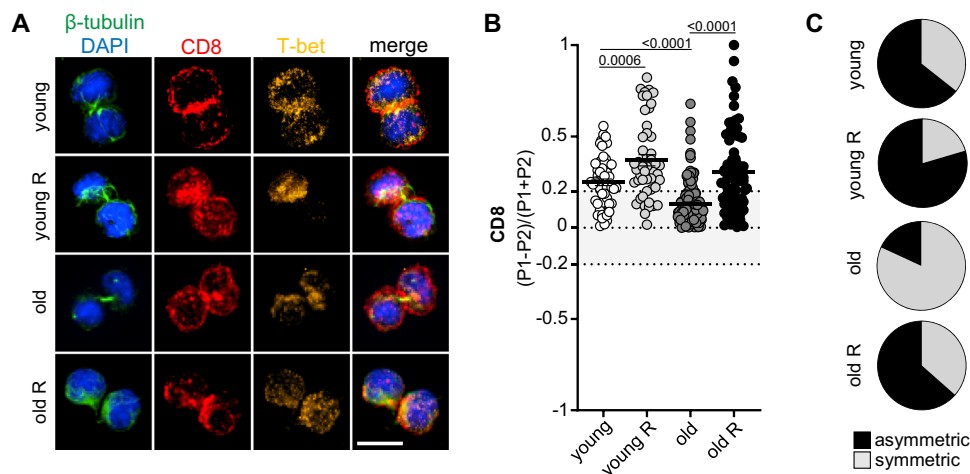 A
β-tubulin
DAPI
CD8
T-bet
merge
young
young R
old
old R
B
<0.0001
<0.0001
0.0006
1
0.5
0.2
0
-0.2
-0.5
-1
CD8
(P1-P2)/(P1+P2)
young
young R
old
old R
C
young
young R
old
old R
asymmetric
symmetric